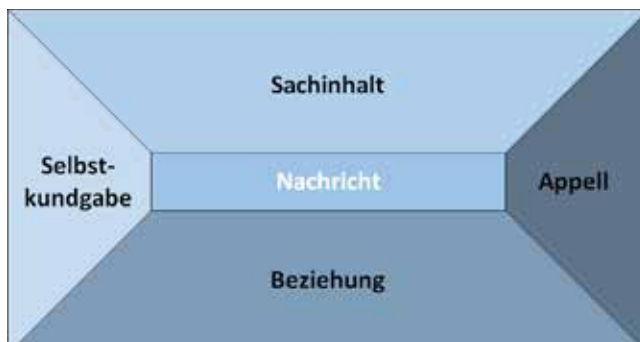 Sachinhalt
Selbst-
kundgabe
Nachricht
Appell
Beziehung